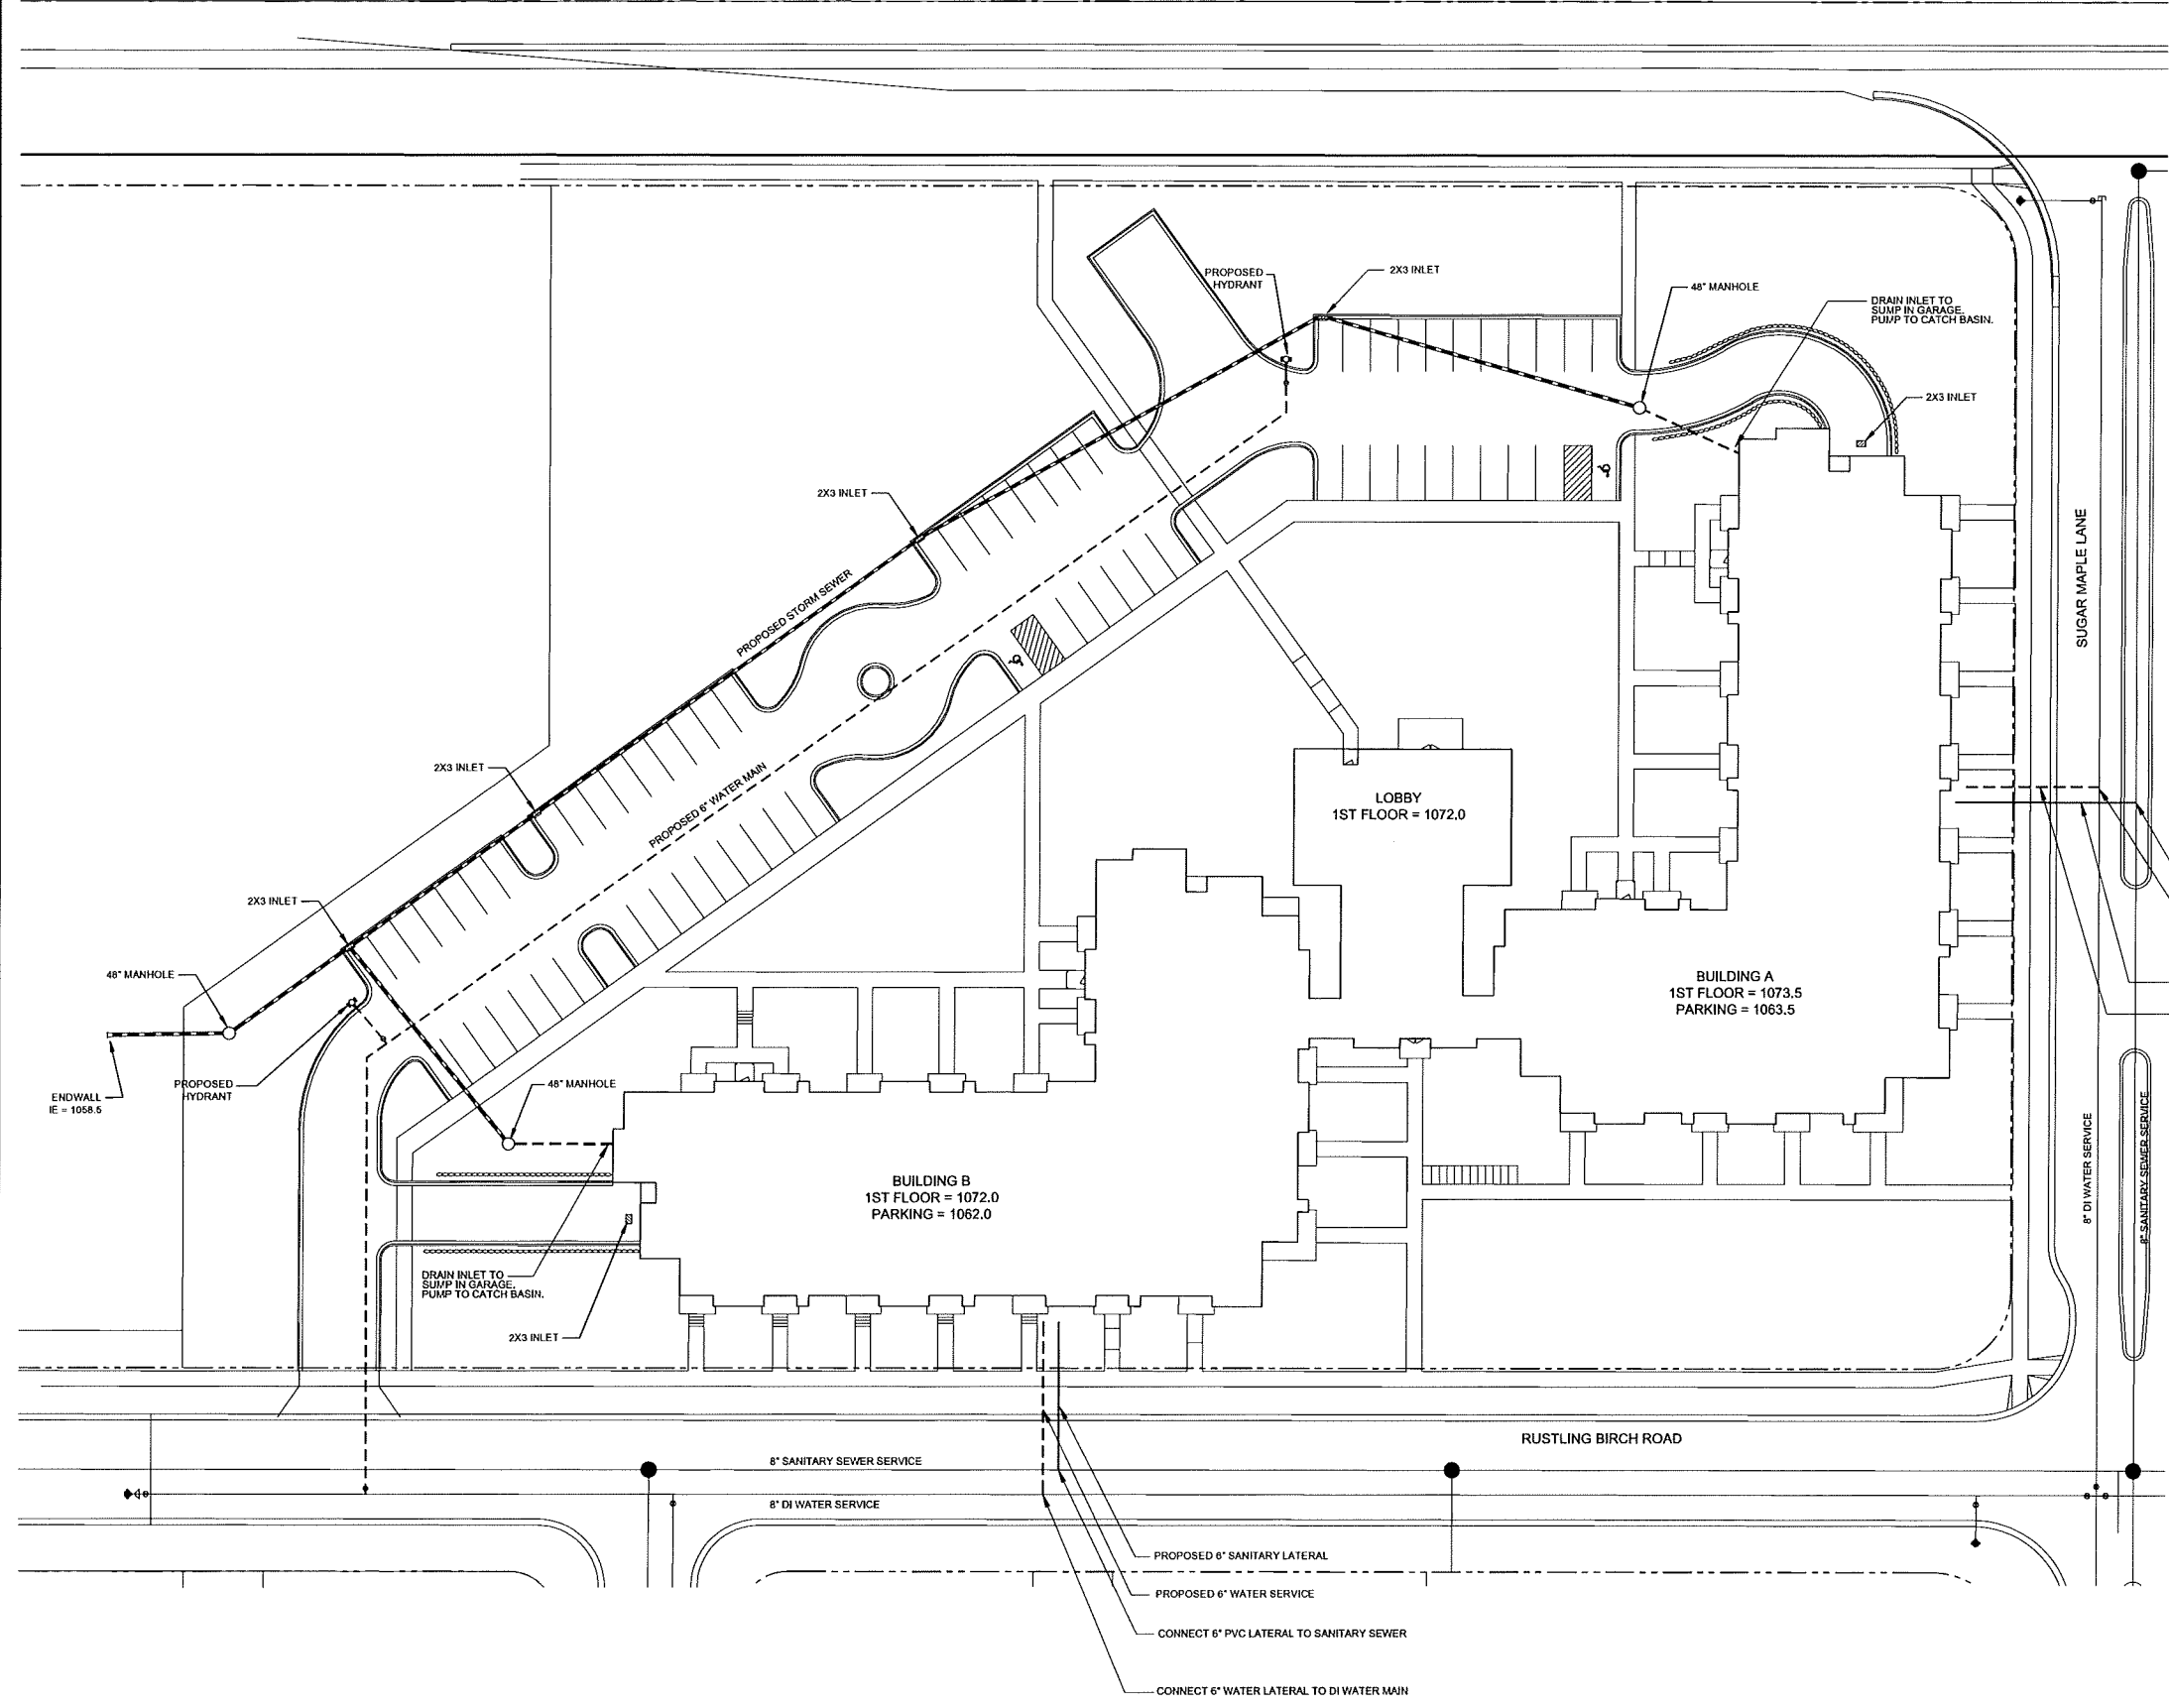 PROPOSED
HYDRANT
2X3 INLET
48" MANHOLE
DRAIN INLET TO
SUMP IN GARAGE.
PUMP TO CATCH BASIN.
2X3 INLET
2X3 INLET
SUGAR MAPLE LANE
PROPOSED STORM SEWER
2X3 INLET
PROPOSED 6" WATER MAIN
LOBBY
1ST FLOOR = 1072.0
2X3 INLET
48" MANHOLE
BUILDING A
1ST FLOOR = 1073.5
PARKING = 1063.5
ENDWALL
IE = 1058.5
PROPOSED
HYDRANT
48" MANHOLE
8" DI WATER SERVICE
8" SANITARY SEWER SERVICE
BUILDING B
1ST FLOOR = 1072.0
PARKING = 1062.0
DRAIN INLET TO
SUMP IN GARAGE.
PUMP TO CATCH BASIN.
2X3 INLET
RUSTLING BIRCH ROAD
8" SANITARY SEWER SERVICE
8" DI WATER SERVICE
PROPOSED 6" SANITARY LATERAL
PROPOSED 6" WATER SERVICE
CONNECT 6" PVC LATERAL TO SANITARY SEWER
CONNECT 6" WATER LATERAL TO DI WATER MAIN